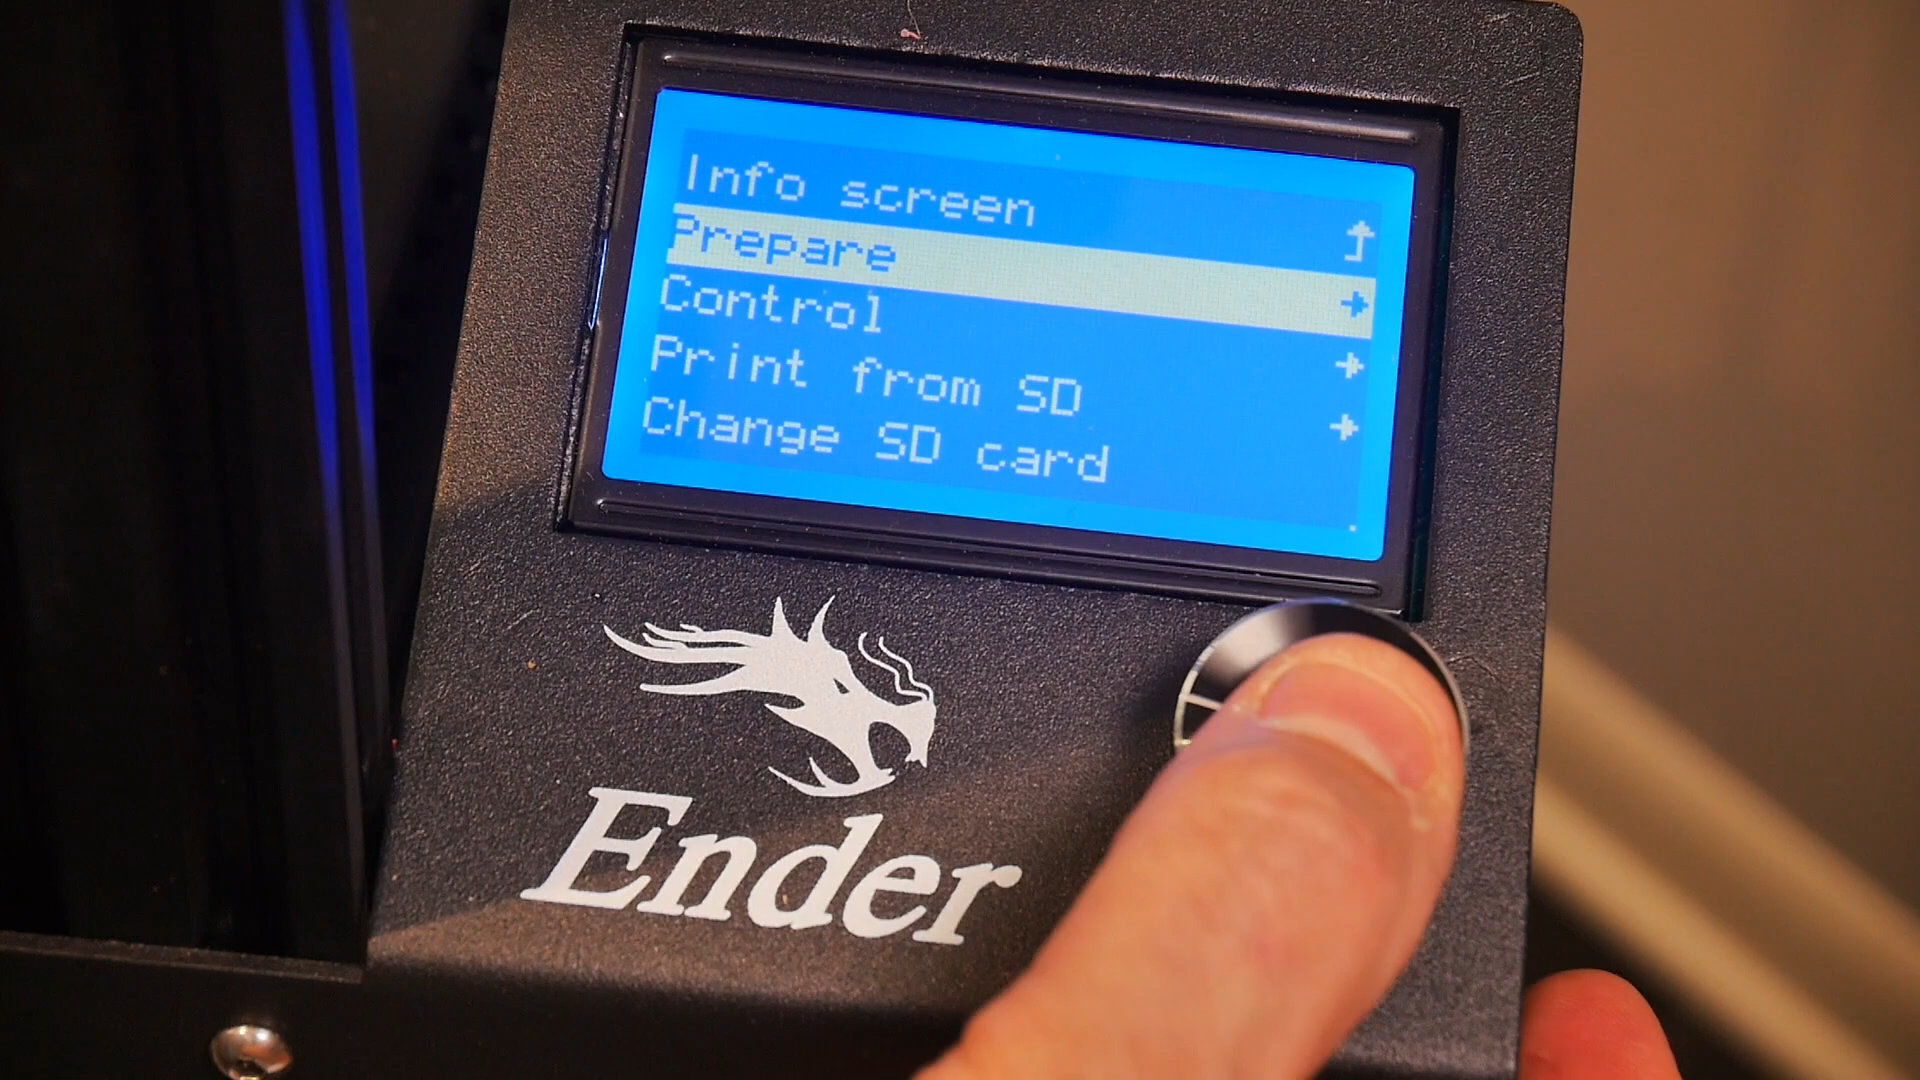 Info screen
Prepare
Control
Print from SD
Change SD card
Ender